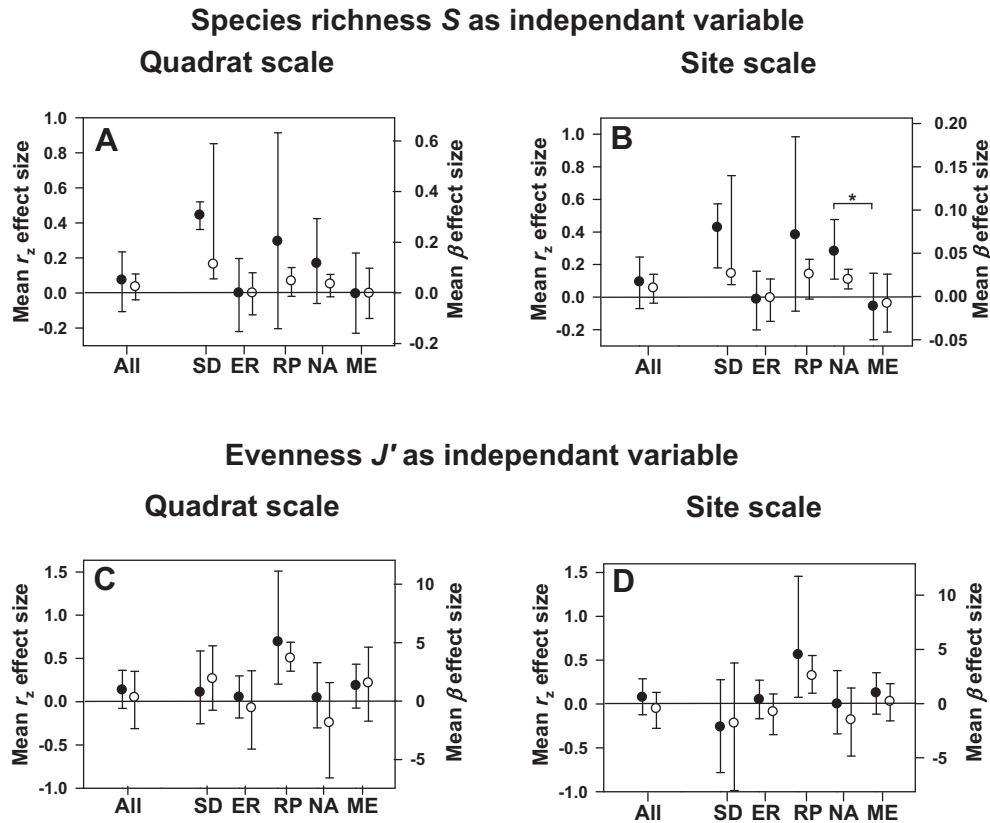 Species richness S as independant variable
Quadrat scale
Site scale
A
1.0
0.8
0.6
0.4
0.2
0.0
-0.2
Mean rz effect size
0.6
0.4
0.2
0.0
-0.2
Mean β effect size
All SD ER RP NA ME
B
*
1.0
0.8
0.6
0.4
0.2
0.0
-0.2
Mean rz effect size
0.20
0.15
0.10
0.05
0.00
-0.05
Mean β effect size
All SD ER RP NA ME
Evenness J' as independant variable
Quadrat scale
Site scale
C
1.5
1.0
0.5
0.0
-0.5
-1.0
Mean rz effect size
10
5
0
-5
Mean β effect size
All SD ER RP NA ME
D
1.5
1.0
0.5
0.0
-0.5
-1.0
Mean rz effect size
10
5
0
-5
Mean β effect size
All SD ER RP NA ME